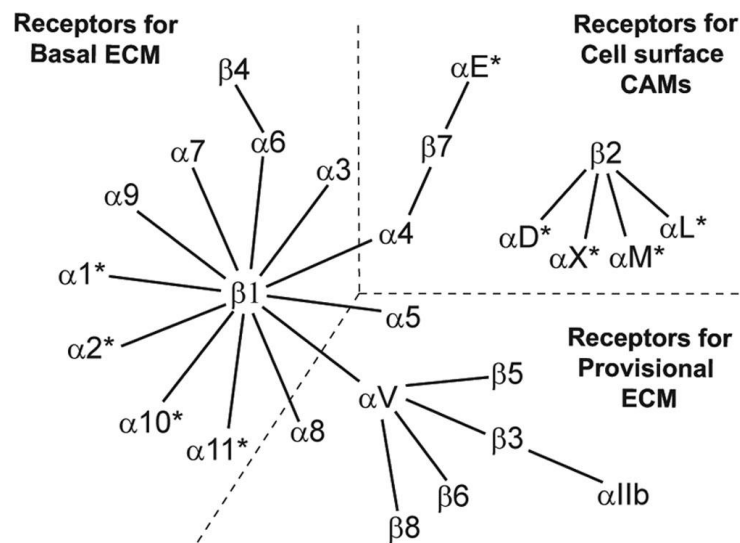 Receptors for
Basal ECM
Receptors for
Cell surface
CAMs
β4
αE*
α7
α6
β7
α3
β2
α9
α4
αD*
αX*
αM*
αL*
α1*
β1
α5
α2*
Receptors for
Provisional
ECM
αV
β5
α10*
α11*
α8
β3
β6
αIIb
β8